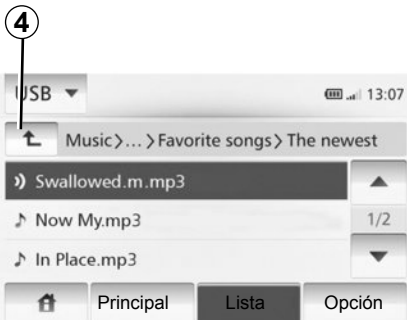 4
USB
13:07
Music > ... > Favorite songs > The newest
Swallowed.m.mp3
Now My.mp3
1/2
In Place.mp3
Principal Lista Opción